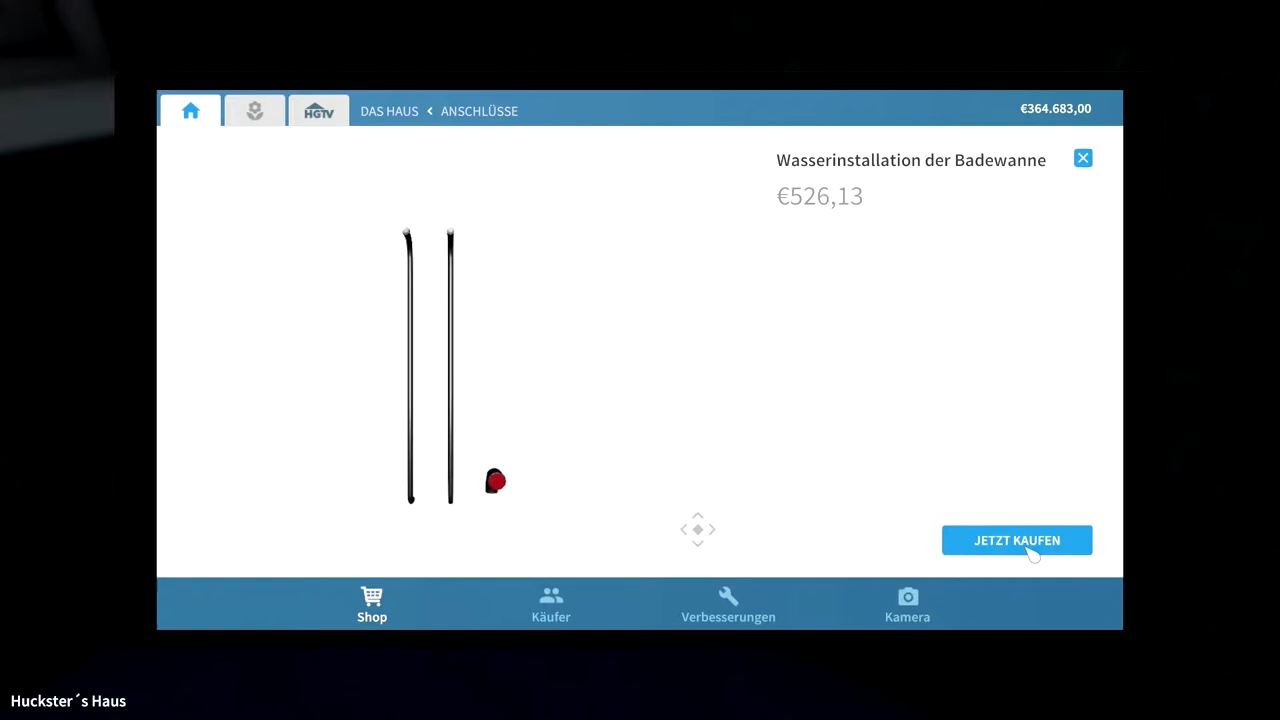 HGTV
DAS HAUS < ANSCHLÜSSE
€364.683,00
Wasserinstallation der Badewanne
€526,13
JETZT KAUFEN
Shop
Käufer
Verbesserungen
Kamera
Huckster´s Haus